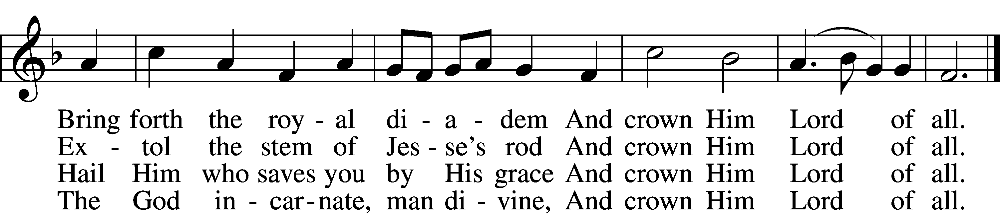 Bring forth the roy - al di - a - dem And crown Him Lord of all.
Ex - tol the stem of Jes - se's rod And crown Him Lord of all.
Hail Him who saves you by His grace And crown Him Lord of all.
The God in - car - nate, man di - vine, And crown Him Lord of all.